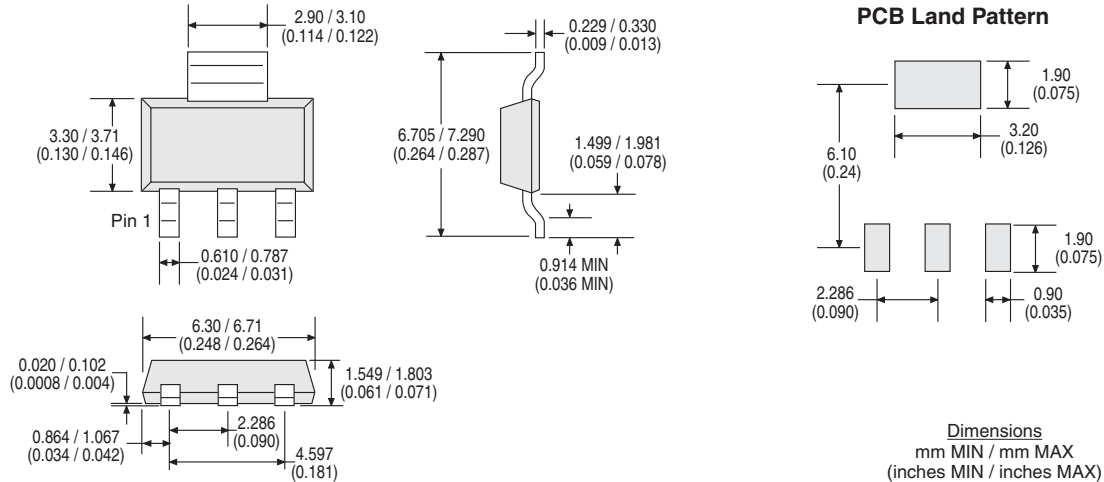 2.90 / 3.10
(0.114 / 0.122)
3.30 / 3.71
(0.130 / 0.146)
Pin 1
0.610 / 0.787
(0.024 / 0.031)
0.229 / 0.330
(0.009 / 0.013)
6.705 / 7.290
(0.264 / 0.287)
1.499 / 1.981
(0.059 / 0.078)
0.914 MIN
(0.036 MIN)
PCB Land Pattern
1.90
(0.075)
3.20
(0.126)
6.10
(0.24)
1.90
(0.075)
2.286
(0.090)
0.90
(0.035)
6.30 / 6.71
(0.248 / 0.264)
0.020 / 0.102
(0.0008 / 0.004)
1.549 / 1.803
(0.061 / 0.071)
0.864 / 1.067
(0.034 / 0.042)
2.286
(0.090)
4.597
(0.181)
Dimensions
mm MIN / mm MAX
(inches MIN / inches MAX)